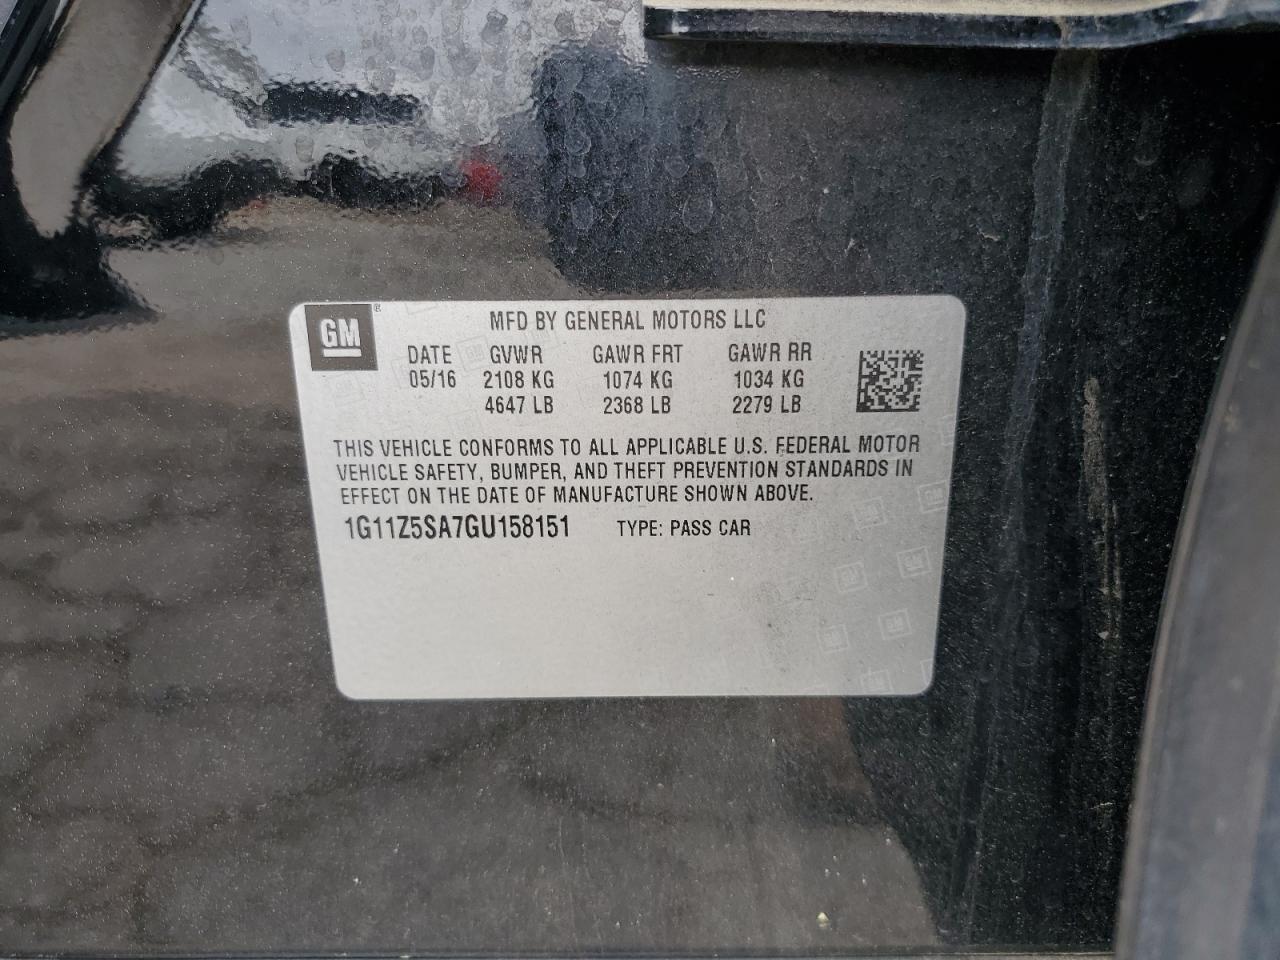 GM
MFD BY GENERAL MOTORS LLC
DATE GVWR GAWR FRT GAWR RR
05/16 2108 KG 1074 KG 1034 KG
4647 LB 2368 LB 2279 LB
THIS VEHICLE CONFORMS TO ALL APPLICABLE U.S. FEDERAL MOTOR
VEHICLE SAFETY, BUMPER, AND THEFT PREVENTION STANDARDS IN
EFFECT ON THE DATE OF MANUFACTURE SHOWN ABOVE.
1G11Z5SA7GU158151 TYPE: PASS CAR